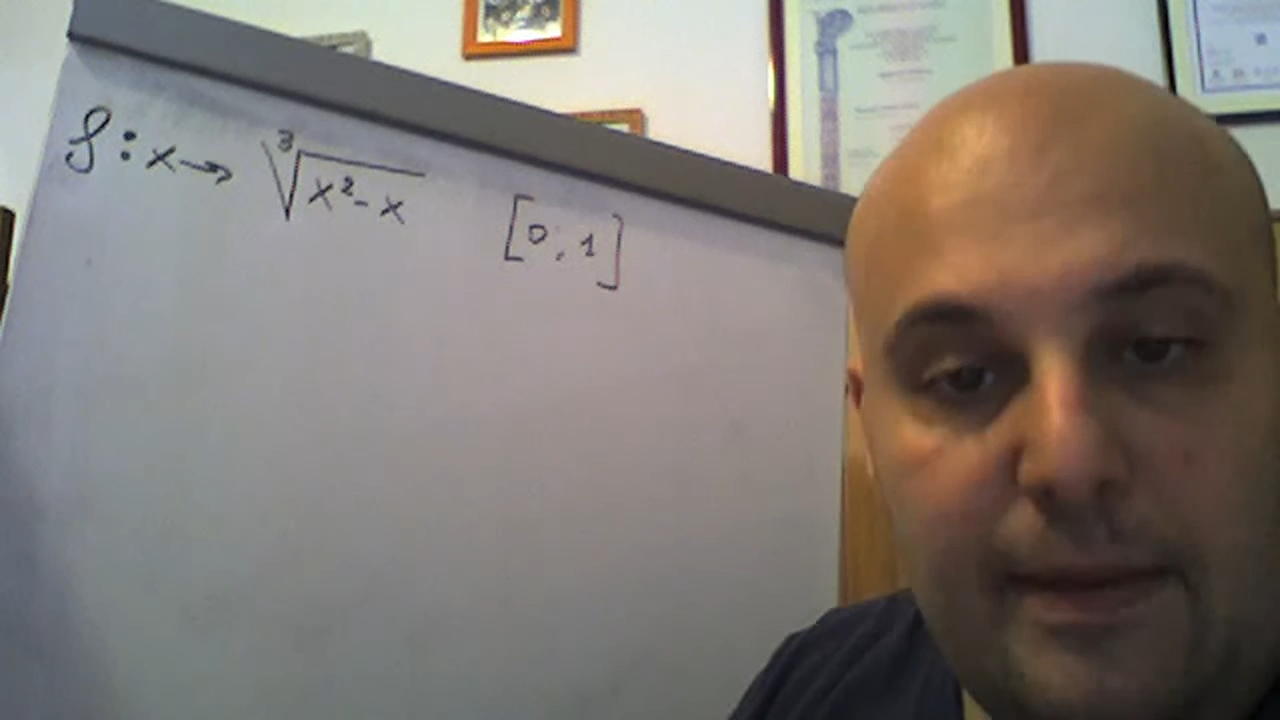 f : x → ∛(x² - x) [0; 1]